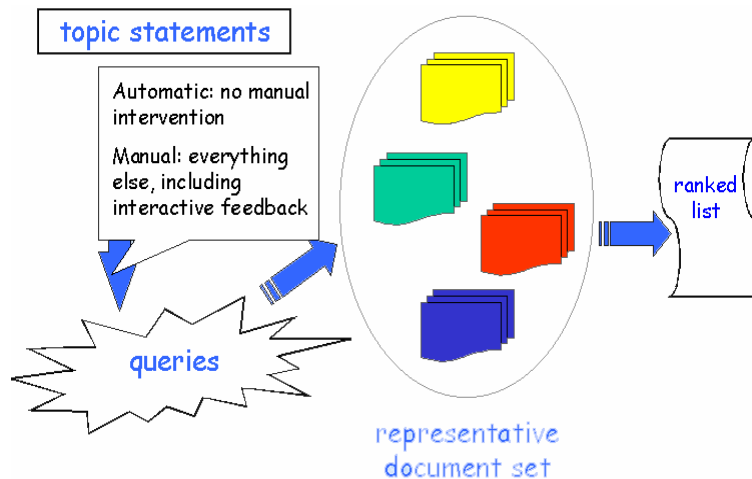 topic statements
Automatic: no manual
intervention
Manual: everything
else, including
interactive feedback
queries
representative
document set
ranked
list